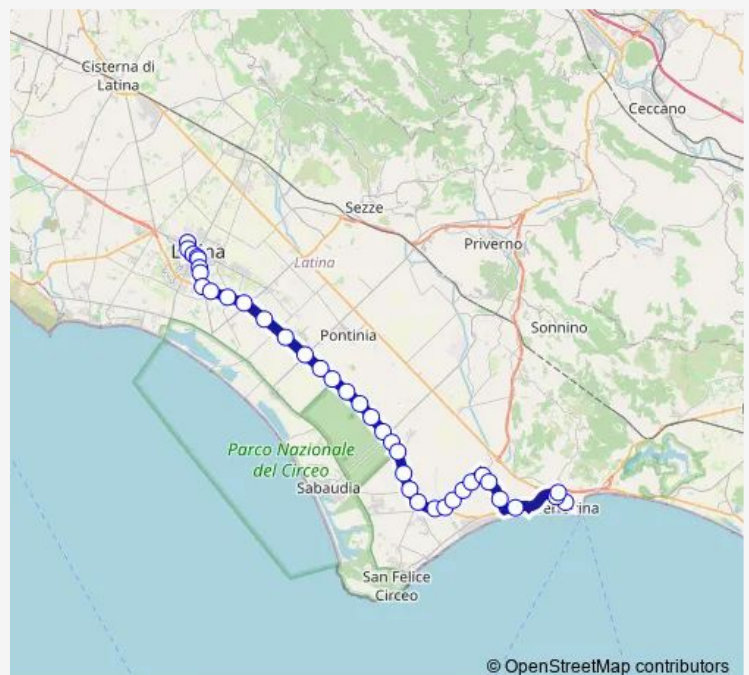 Cisterna di
Latina
Ceccano
Sezze
Priverno
Latina
Sonnino
Pontinia
Parco Nazionale
del Circeo
Sabaudia
San Felice
Circeo
© OpenStreetMap contributors